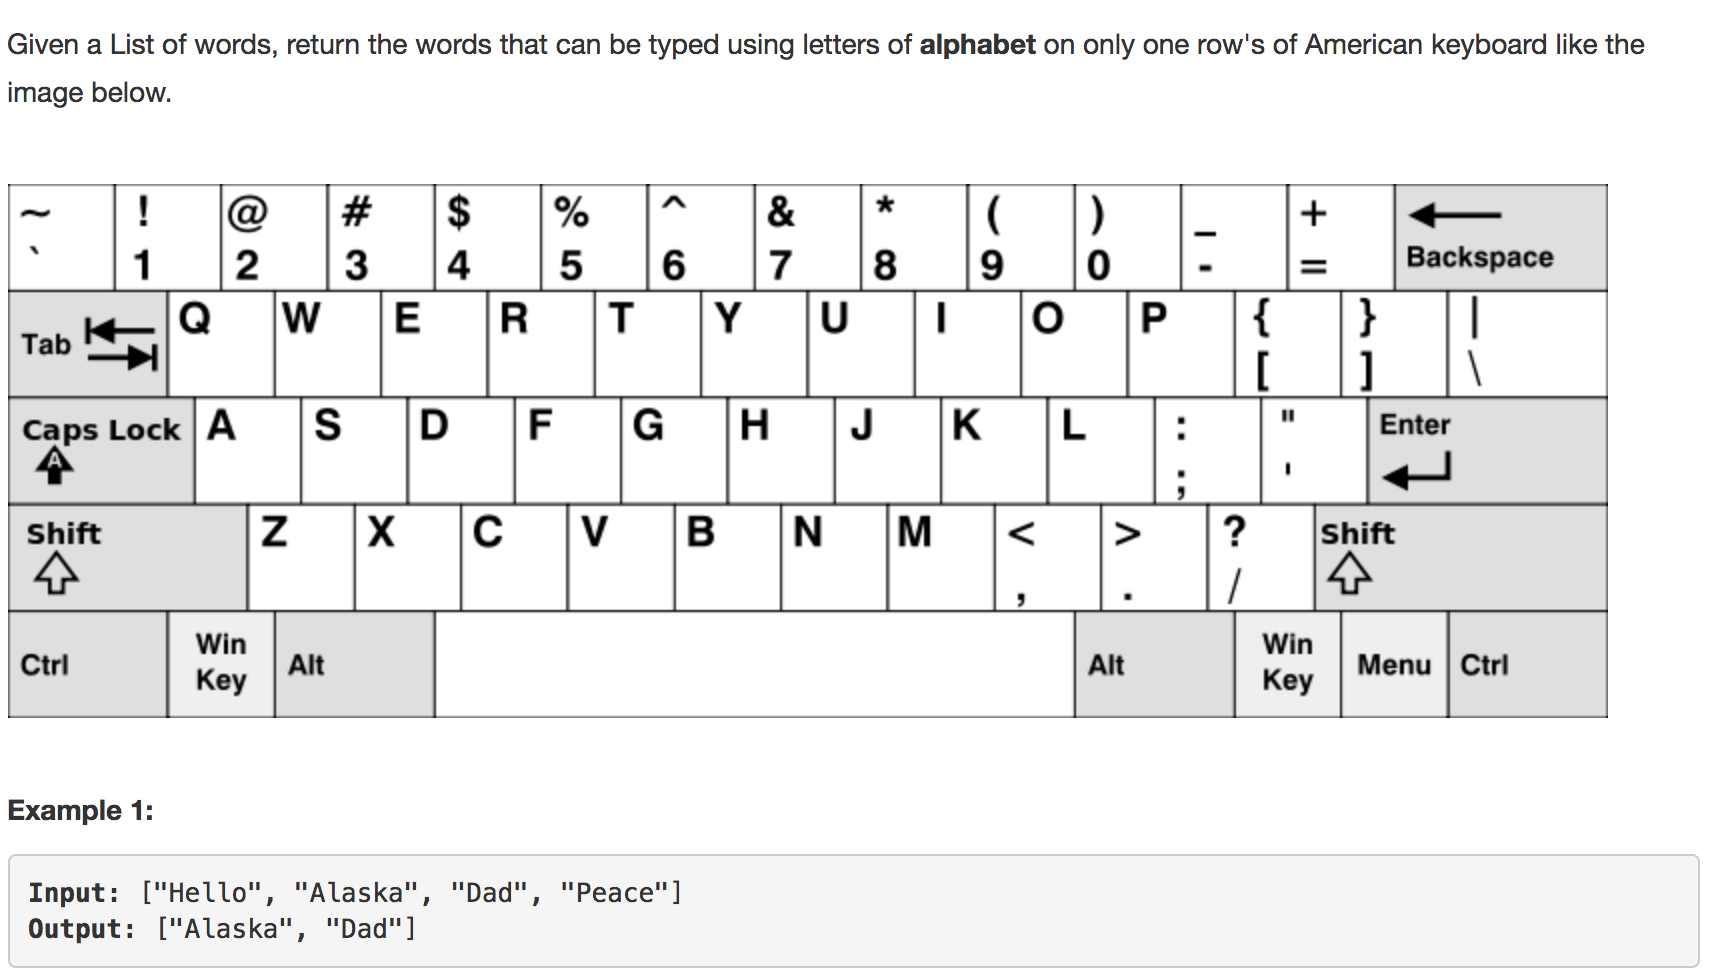 Given a List of words, return the words that can be typed using letters of alphabet on only one row's of American keyboard like the
image below.
~ ! @ # $ % ^ & * ( ) _ +
` 1 2 3 4 5 6 7 8 9 0 - = Backspace
Tab Q W E R T Y U I O P { } |
[ ] \
Caps Lock A S D F G H J K L : " Enter
A ; '
Shift Z X C V B N M < > ? Shift
, . /
Ctrl Win Key Alt Alt Win Key Menu Ctrl
Example 1:
Input: ["Hello", "Alaska", "Dad", "Peace"]
Output: ["Alaska", "Dad"]